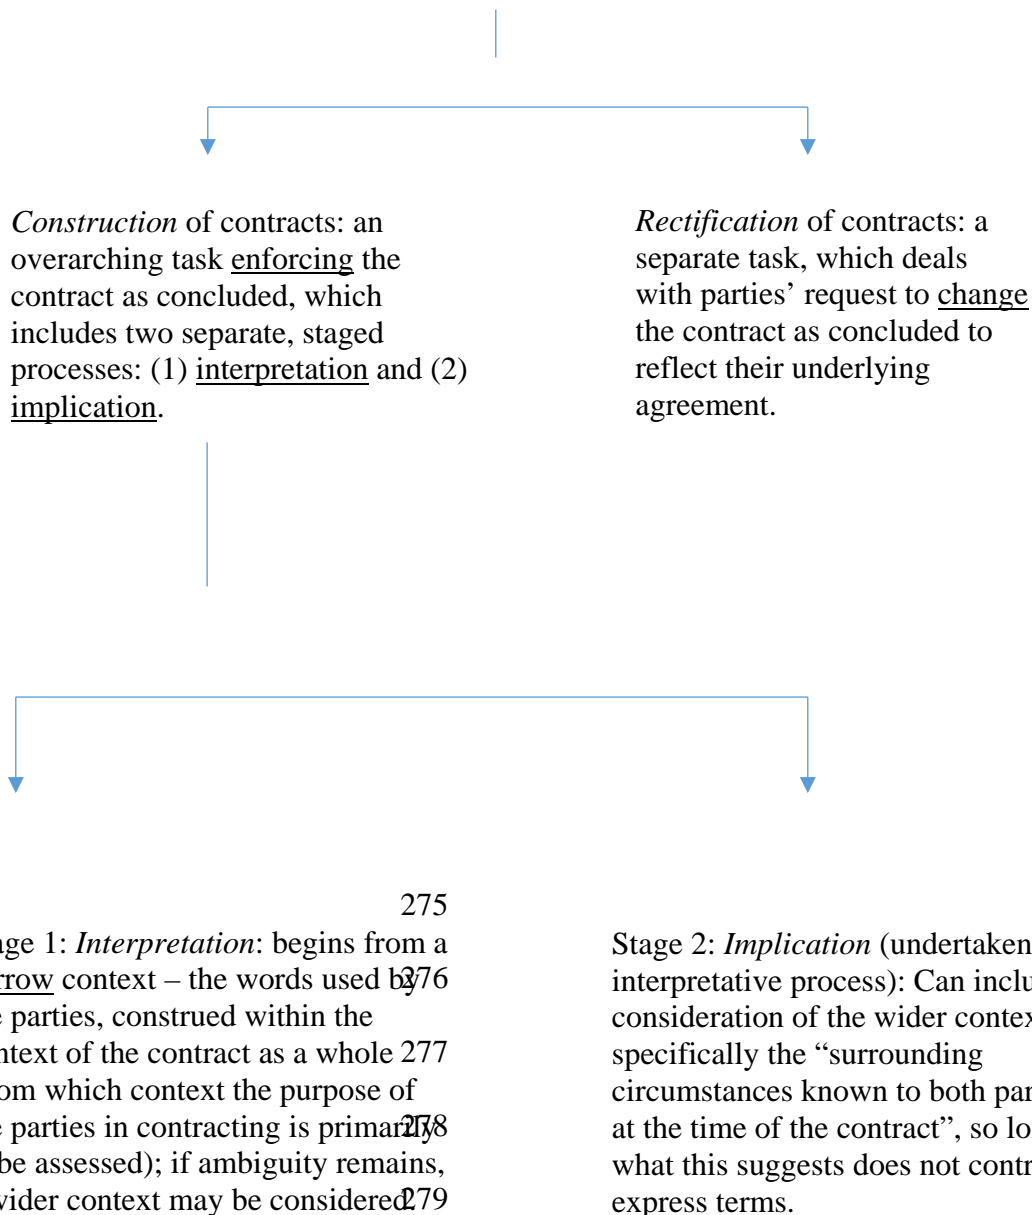 Construction of contracts: an
overarching task enforcing the
contract as concluded, which
includes two separate, staged
processes: (1) interpretation and (2)
implication.
Rectification of contracts: a
separate task, which deals
with parties’ request to change
the contract as concluded to
reflect their underlying
agreement.
275
age 1: Interpretation: begins from a
rrow context – the words used by
276
e parties, construed within the
ntext of the contract as a whole
277
om which context the purpose of
e parties in contracting is primarily
278
be assessed); if ambiguity remains,
wider context may be considered.
279
Stage 2: Implication (undertaken
interpretative process): Can inclu
consideration of the wider contex
specifically the “surrounding
circumstances known to both par
at the time of the contract”, so lo
what this suggests does not contr
express terms.